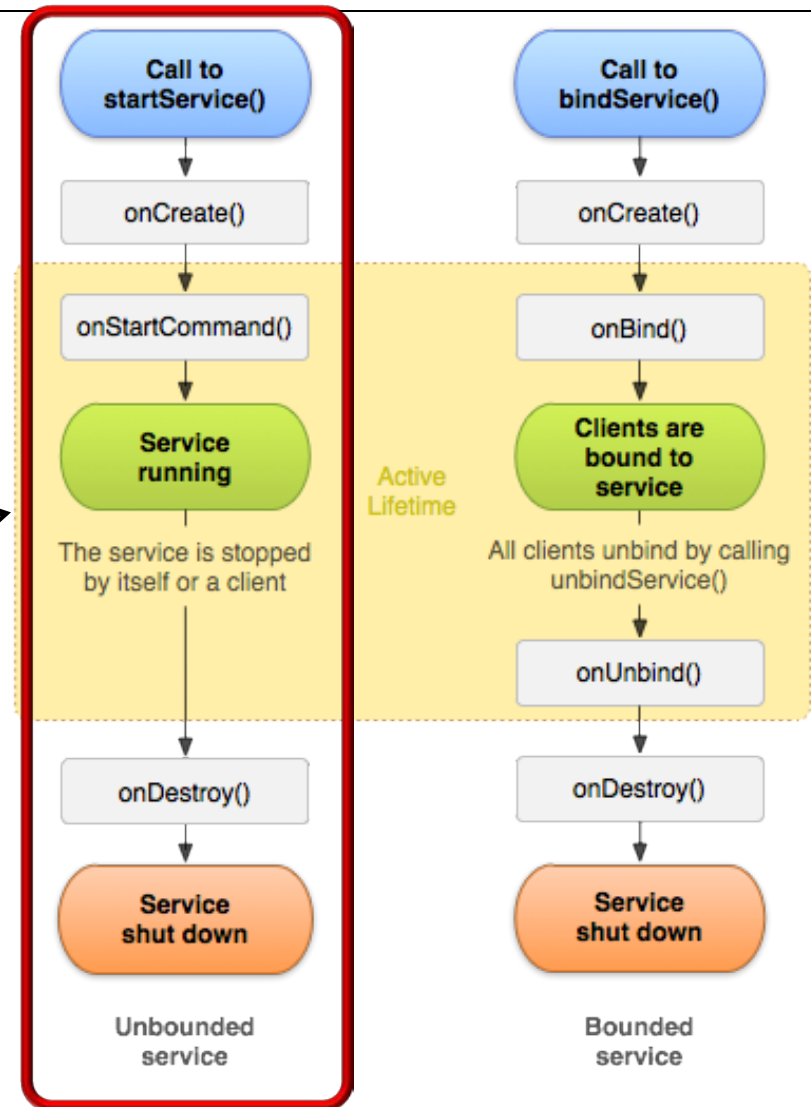 Call to
startService()
onCreate()
onStartCommand()
Service
running
The service is stopped
by itself or a client
onDestroy()
Service
shut down
Unbounded
service
Active
Lifetime
Call to
bindService()
onCreate()
onBind()
Clients are
bound to
service
All clients unbind by calling
unbindService()
onUnbind()
onDestroy()
Service
shut down
Bounded
service